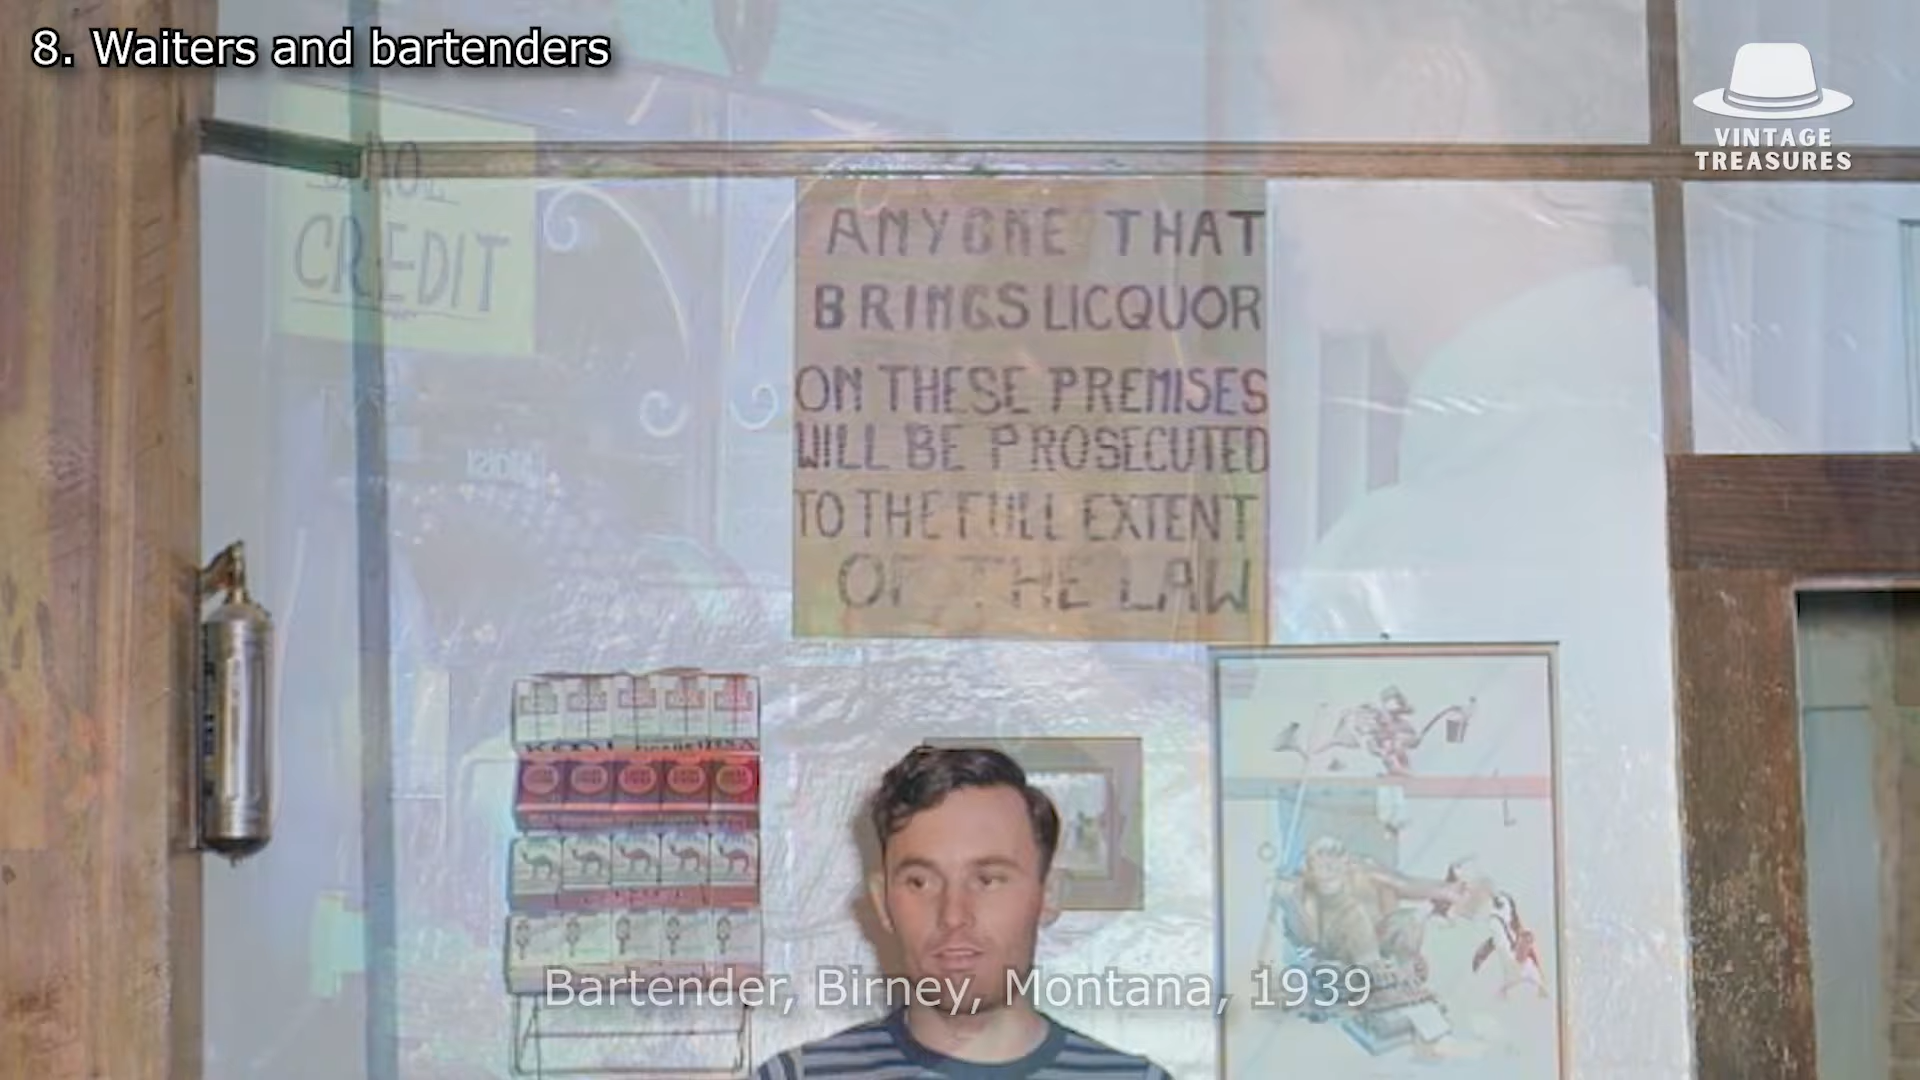 8. Waiters and bartenders
VINTAGE
TREASURES
CREDIT
ANYONE THAT
BRINGS LICQUOR
ON THESE PREMISES
WILL BE PROSECUTED
TO THE FULL EXTENT
OF THE LAW
KOOL
Bartender, Birney, Montana, 1939